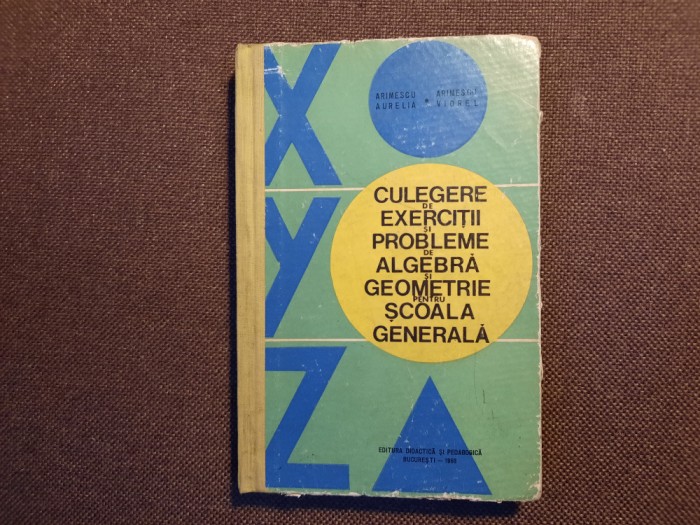 X
ARIMESCU ARIMESCU
AURELIA • VIOREL
CULEGERE
DE
EXERCIȚII
ȘI
PROBLEME
DE
ALGEBRĂ
ȘI
GEOMETRIE
PENTRU
ȘCOALA
GENERALĂ
Y
Z
EDITURA DIDACTICĂ ȘI PEDAGOGICĂ
BUCUREȘTI —